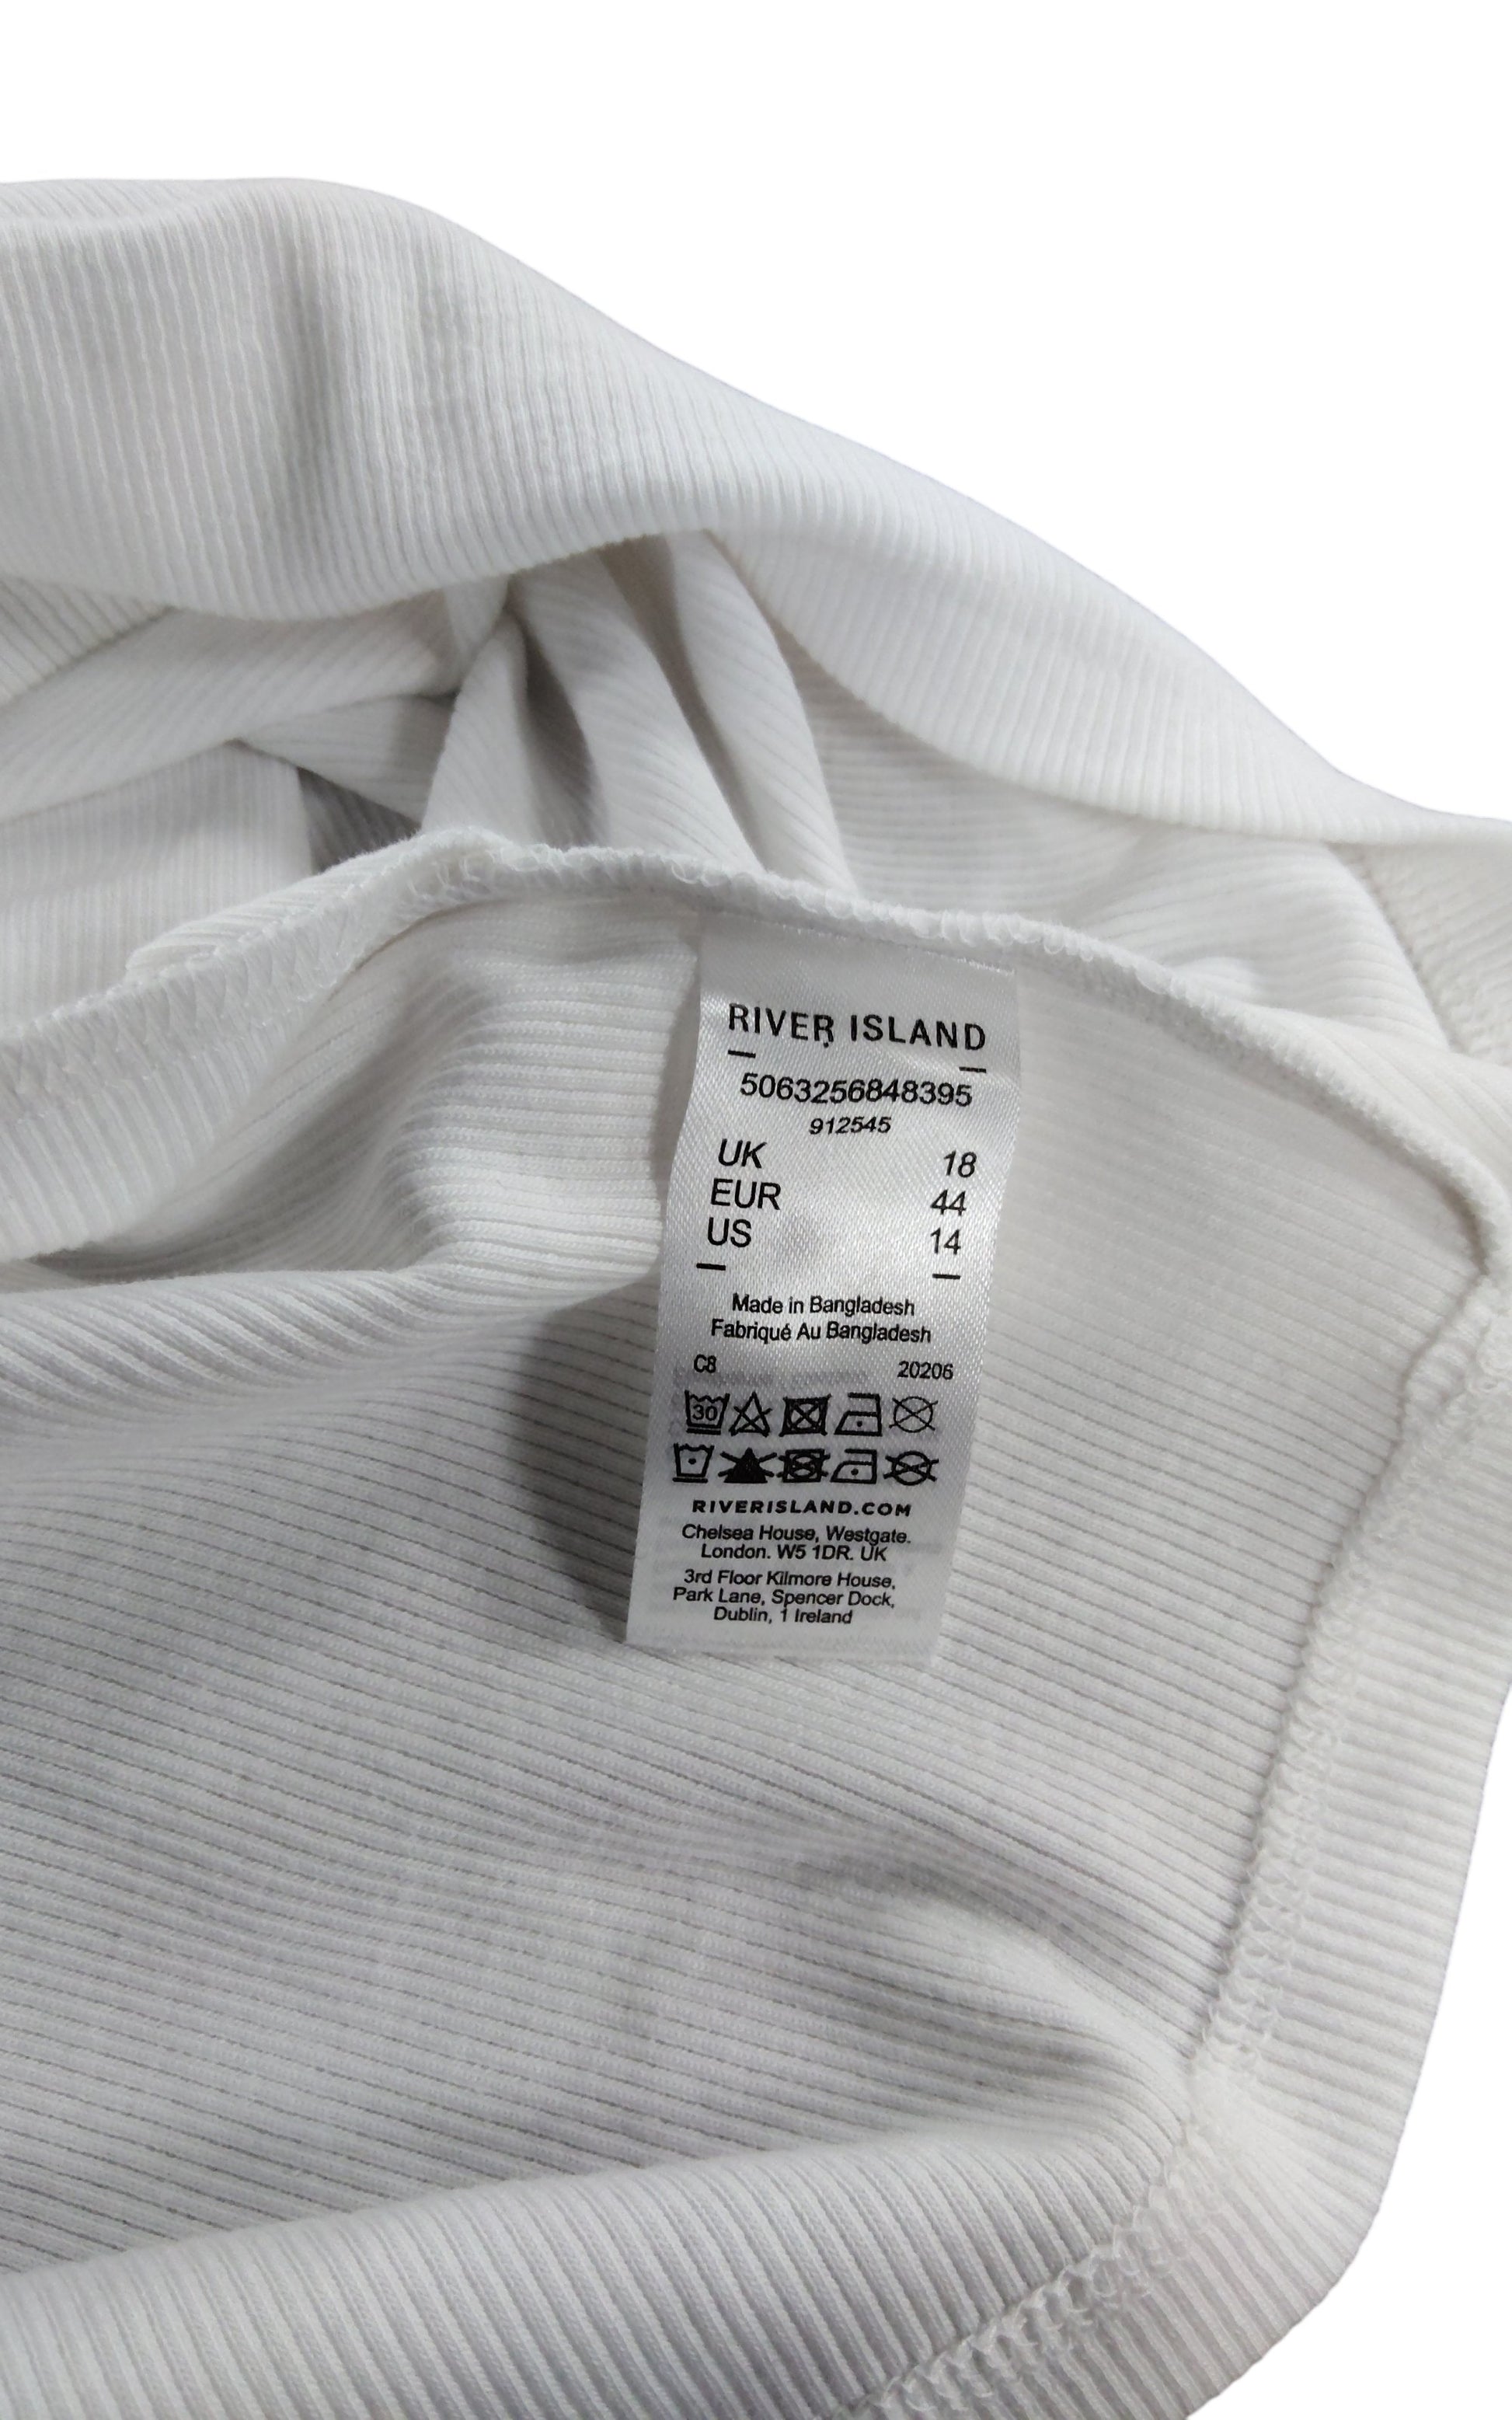 RIVER ISLAND
5063256848395
912545
UK 18
EUR 44
US 14
Made in Bangladesh
Fabriqué Au Bangladesh
C8 20206
30
RIVERISLAND.COM
Chelsea House, Westgate.
London. W5 1DR. UK
3rd Floor Kilmore House,
Park Lane, Spencer Dock,
Dublin, 1 Ireland